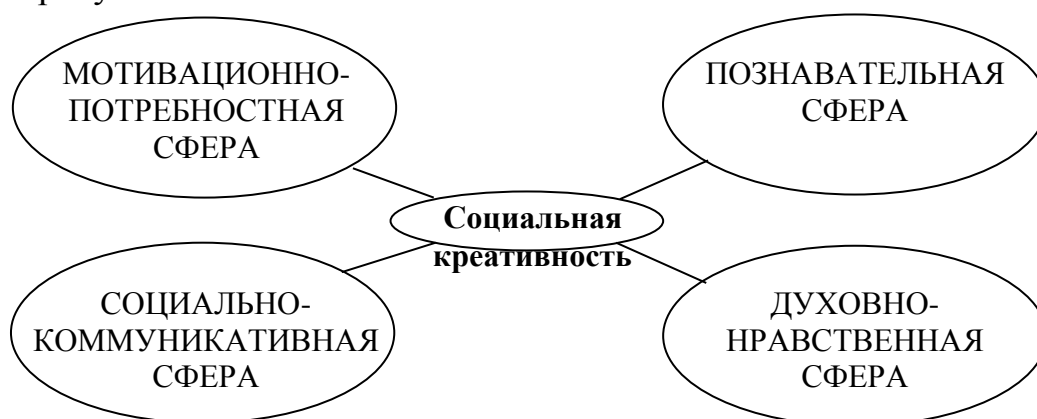 МОТИВАЦИОННО-
ПОТРЕБНОСТНАЯ
СФЕРА
ПОЗНАВАТЕЛЬНАЯ
СФЕРА
Социальная
креативность
СОЦИАЛЬНО-
КОММУНИКАТИВНАЯ
СФЕРА
ДУХОВНО-
НРАВСТВЕННАЯ
СФЕРА